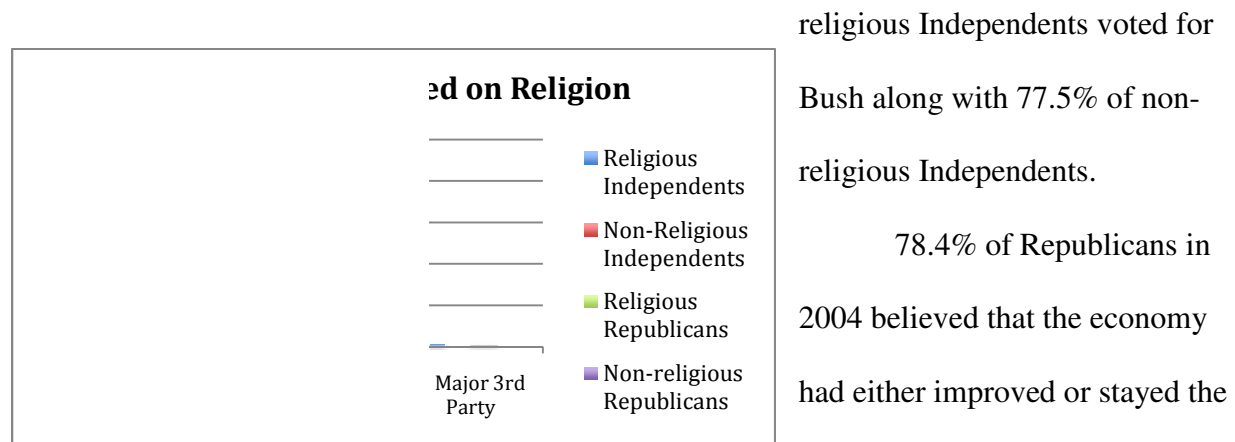 religious Independents voted for
Bush along with 77.5% of non-
religious Independents.
78.4% of Republicans in
2004 believed that the economy
had either improved or stayed the
ed on Religion
Religious
Independents
Non-Religious
Independents
Religious
Republicans
Non-religious
Republicans
Major 3rd
Party